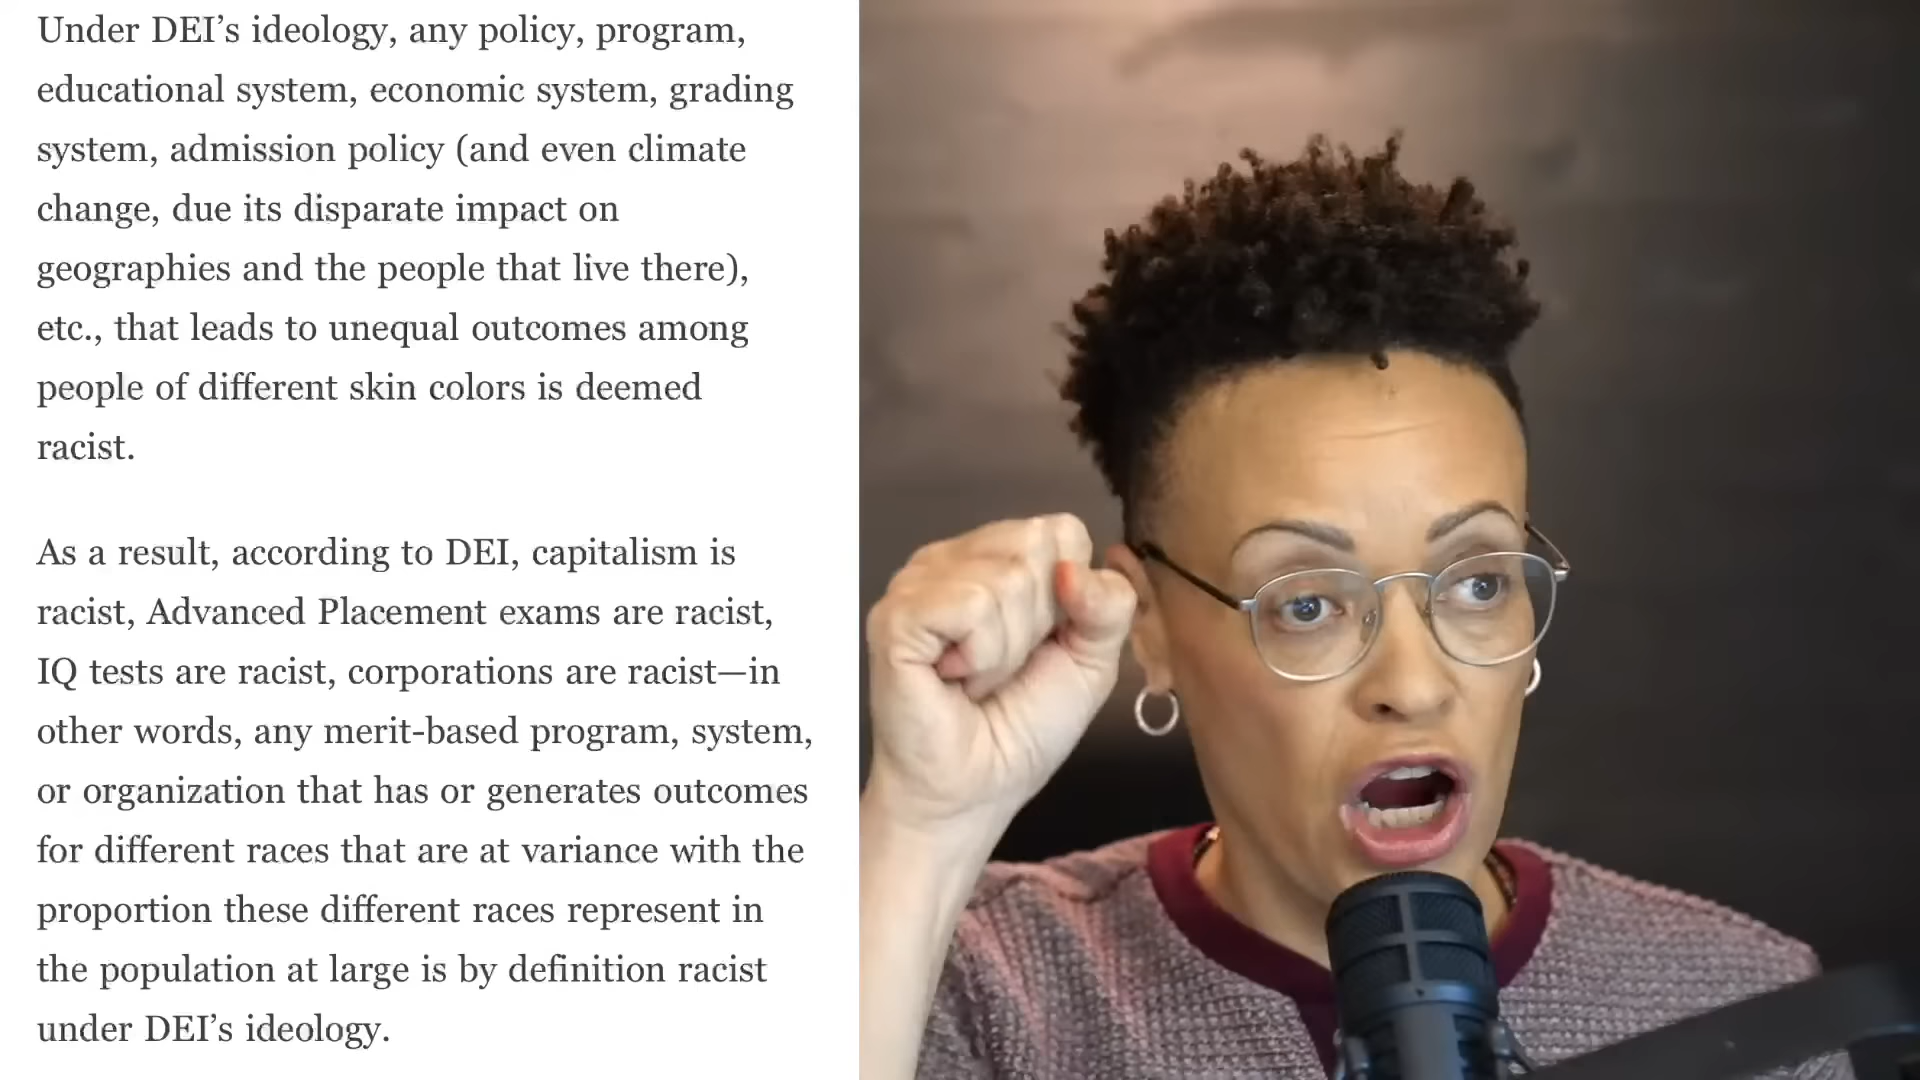 Under DEI’s ideology, any policy, program,
educational system, economic system, grading
system, admission policy (and even climate
change, due its disparate impact on
geographies and the people that live there),
etc., that leads to unequal outcomes among
people of different skin colors is deemed
racist.
As a result, according to DEI, capitalism is
racist, Advanced Placement exams are racist,
IQ tests are racist, corporations are racist—in
other words, any merit-based program, system,
or organization that has or generates outcomes
for different races that are at variance with the
proportion these different races represent in
the population at large is by definition racist
under DEI’s ideology.